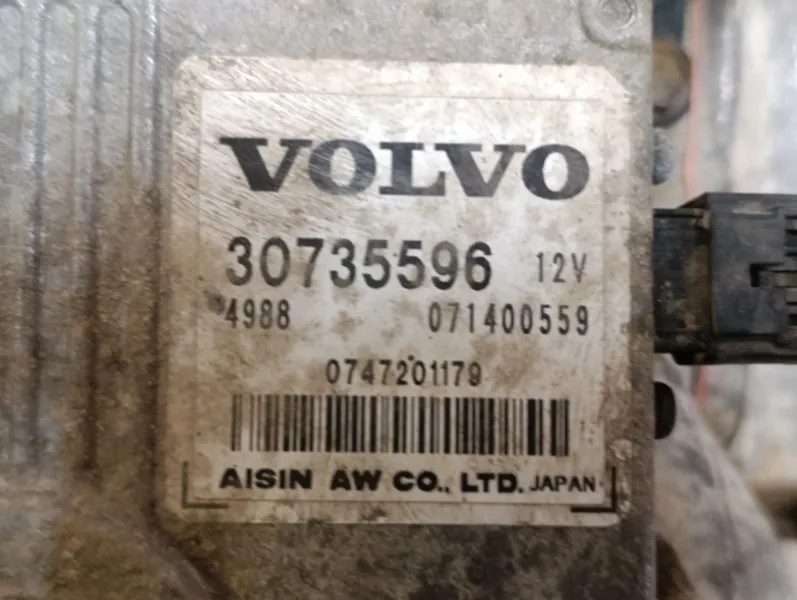 VOLVO
30735596 12V
4988 071400559
0747201179
AISIN AW CO., LTD. JAPAN